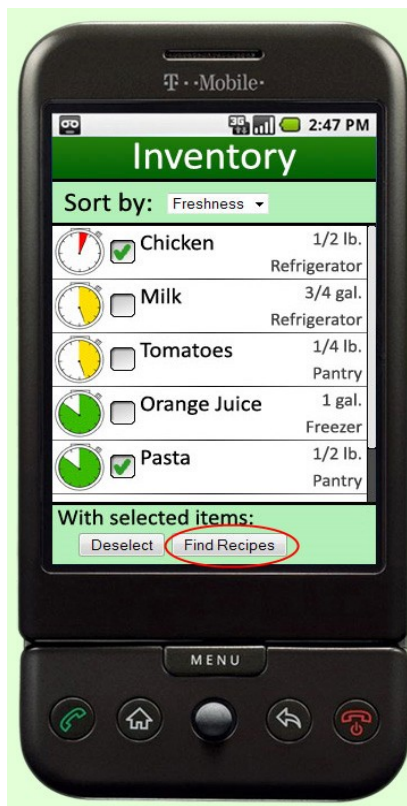 T··Mobile·
3G 2:47 PM
Inventory
Sort by: Freshness
Chicken 1/2 lb.
Refrigerator
Milk 3/4 gal.
Refrigerator
Tomatoes 1/4 lb.
Pantry
Orange Juice 1 gal.
Freezer
Pasta 1/2 lb.
Pantry
With selected items:
Deselect Find Recipes
MENU